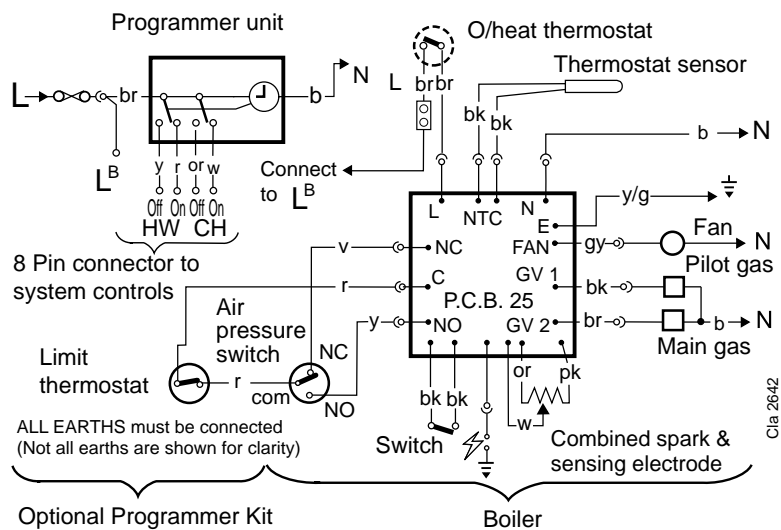 Programmer unit
O/heat thermostat
Thermostat sensor
L
br
b
N
L
br
br
bk
bk
b
N
y
r
or
w
L B
Connect
to L B
Off On Off On
HW CH
8 Pin connector to
system controls
L
NTC
N
E
y/g
v
NC
FAN
gy
Fan
N
Pilot gas
r
C
GV 1
bk
P.C.B. 25
y
NO
GV 2
br
b
N
Main gas
Air
pressure
switch
NC
Limit
thermostat
r
com
NO
bk
bk
or
pk
w
Switch
ALL EARTHS must be connected
(Not all earths are shown for clarity)
Combined spark &
sensing electrode
Cla 2642
Optional Programmer Kit
Boiler